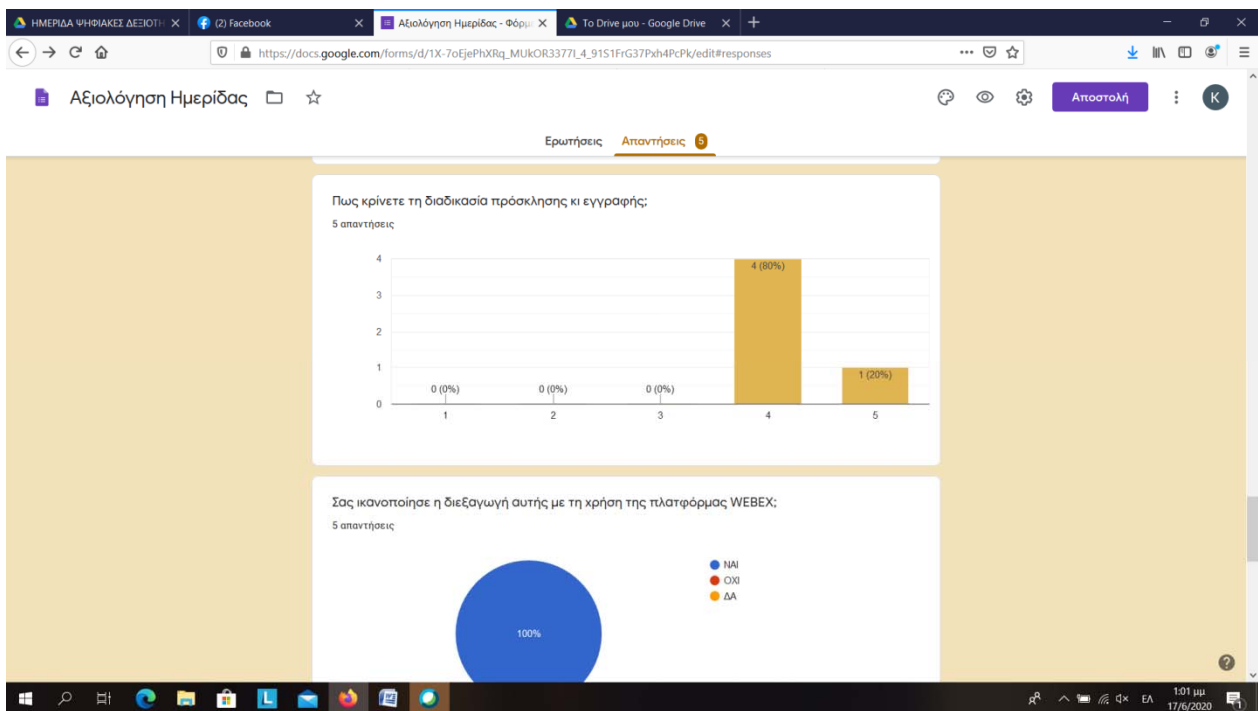 ΗΜΕΡΙΔΑ ΨΗΦΙΑΚΕΣ ΔΕΞΙΟΤΗ
(2) Facebook
Αξιολόγηση Ημερίδας - Φόρμ
Το Drive μου - Google Drive
https://docs.google.com/forms/d/1X-7oEjePhXRq_MUkOR3377I_4_91S1FrG37Pxh4PcPk/edit#responses
Αξιολόγηση Ημερίδας
Αποστολή
K
Ερωτήσεις Απαντήσεις 5
Πως κρίνετε τη διαδικασία πρόσκλησης κι εγγραφής;
5 απαντήσεις
4
3
2
1
0
0 (0%) 0 (0%) 0 (0%) 4 (80%) 1 (20%)
1 2 3 4 5
Σας ικανοποίησε η διεξαγωγή αυτής με τη χρήση της πλατφόρμας WEBEX;
5 απαντήσεις
100%
ΝΑΙ
ΟΧΙ
ΔΑ
L
ΕΛ
1:01 μμ
17/6/2020
1